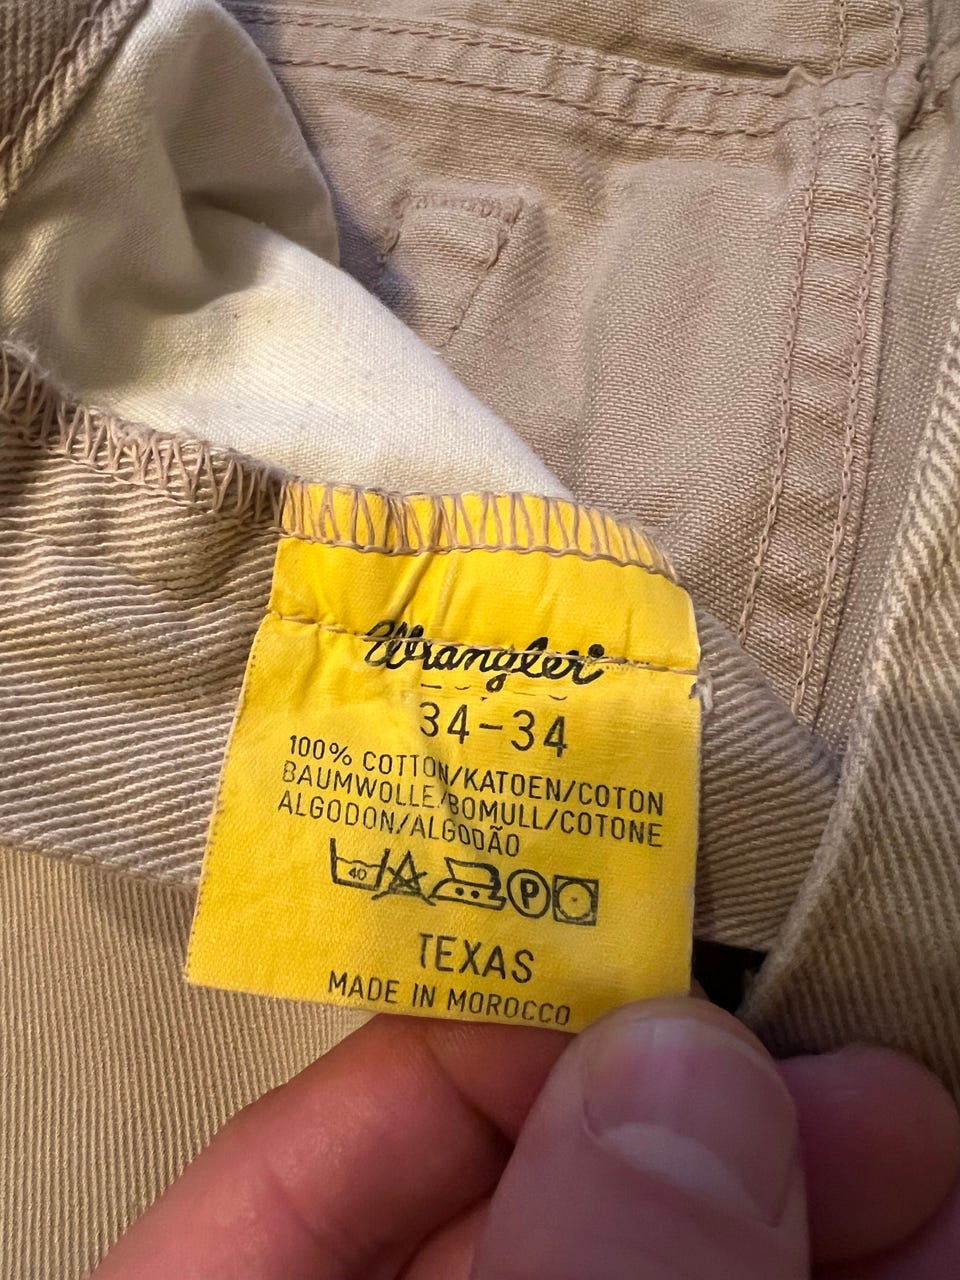 Wrangler®
34-34
100% COTTON/KATOEN/COTON
BAUMWOLLE/BOMULL/COTONE
ALGODON/ALGODÃO
40
P
TEXAS
MADE IN MOROCCO